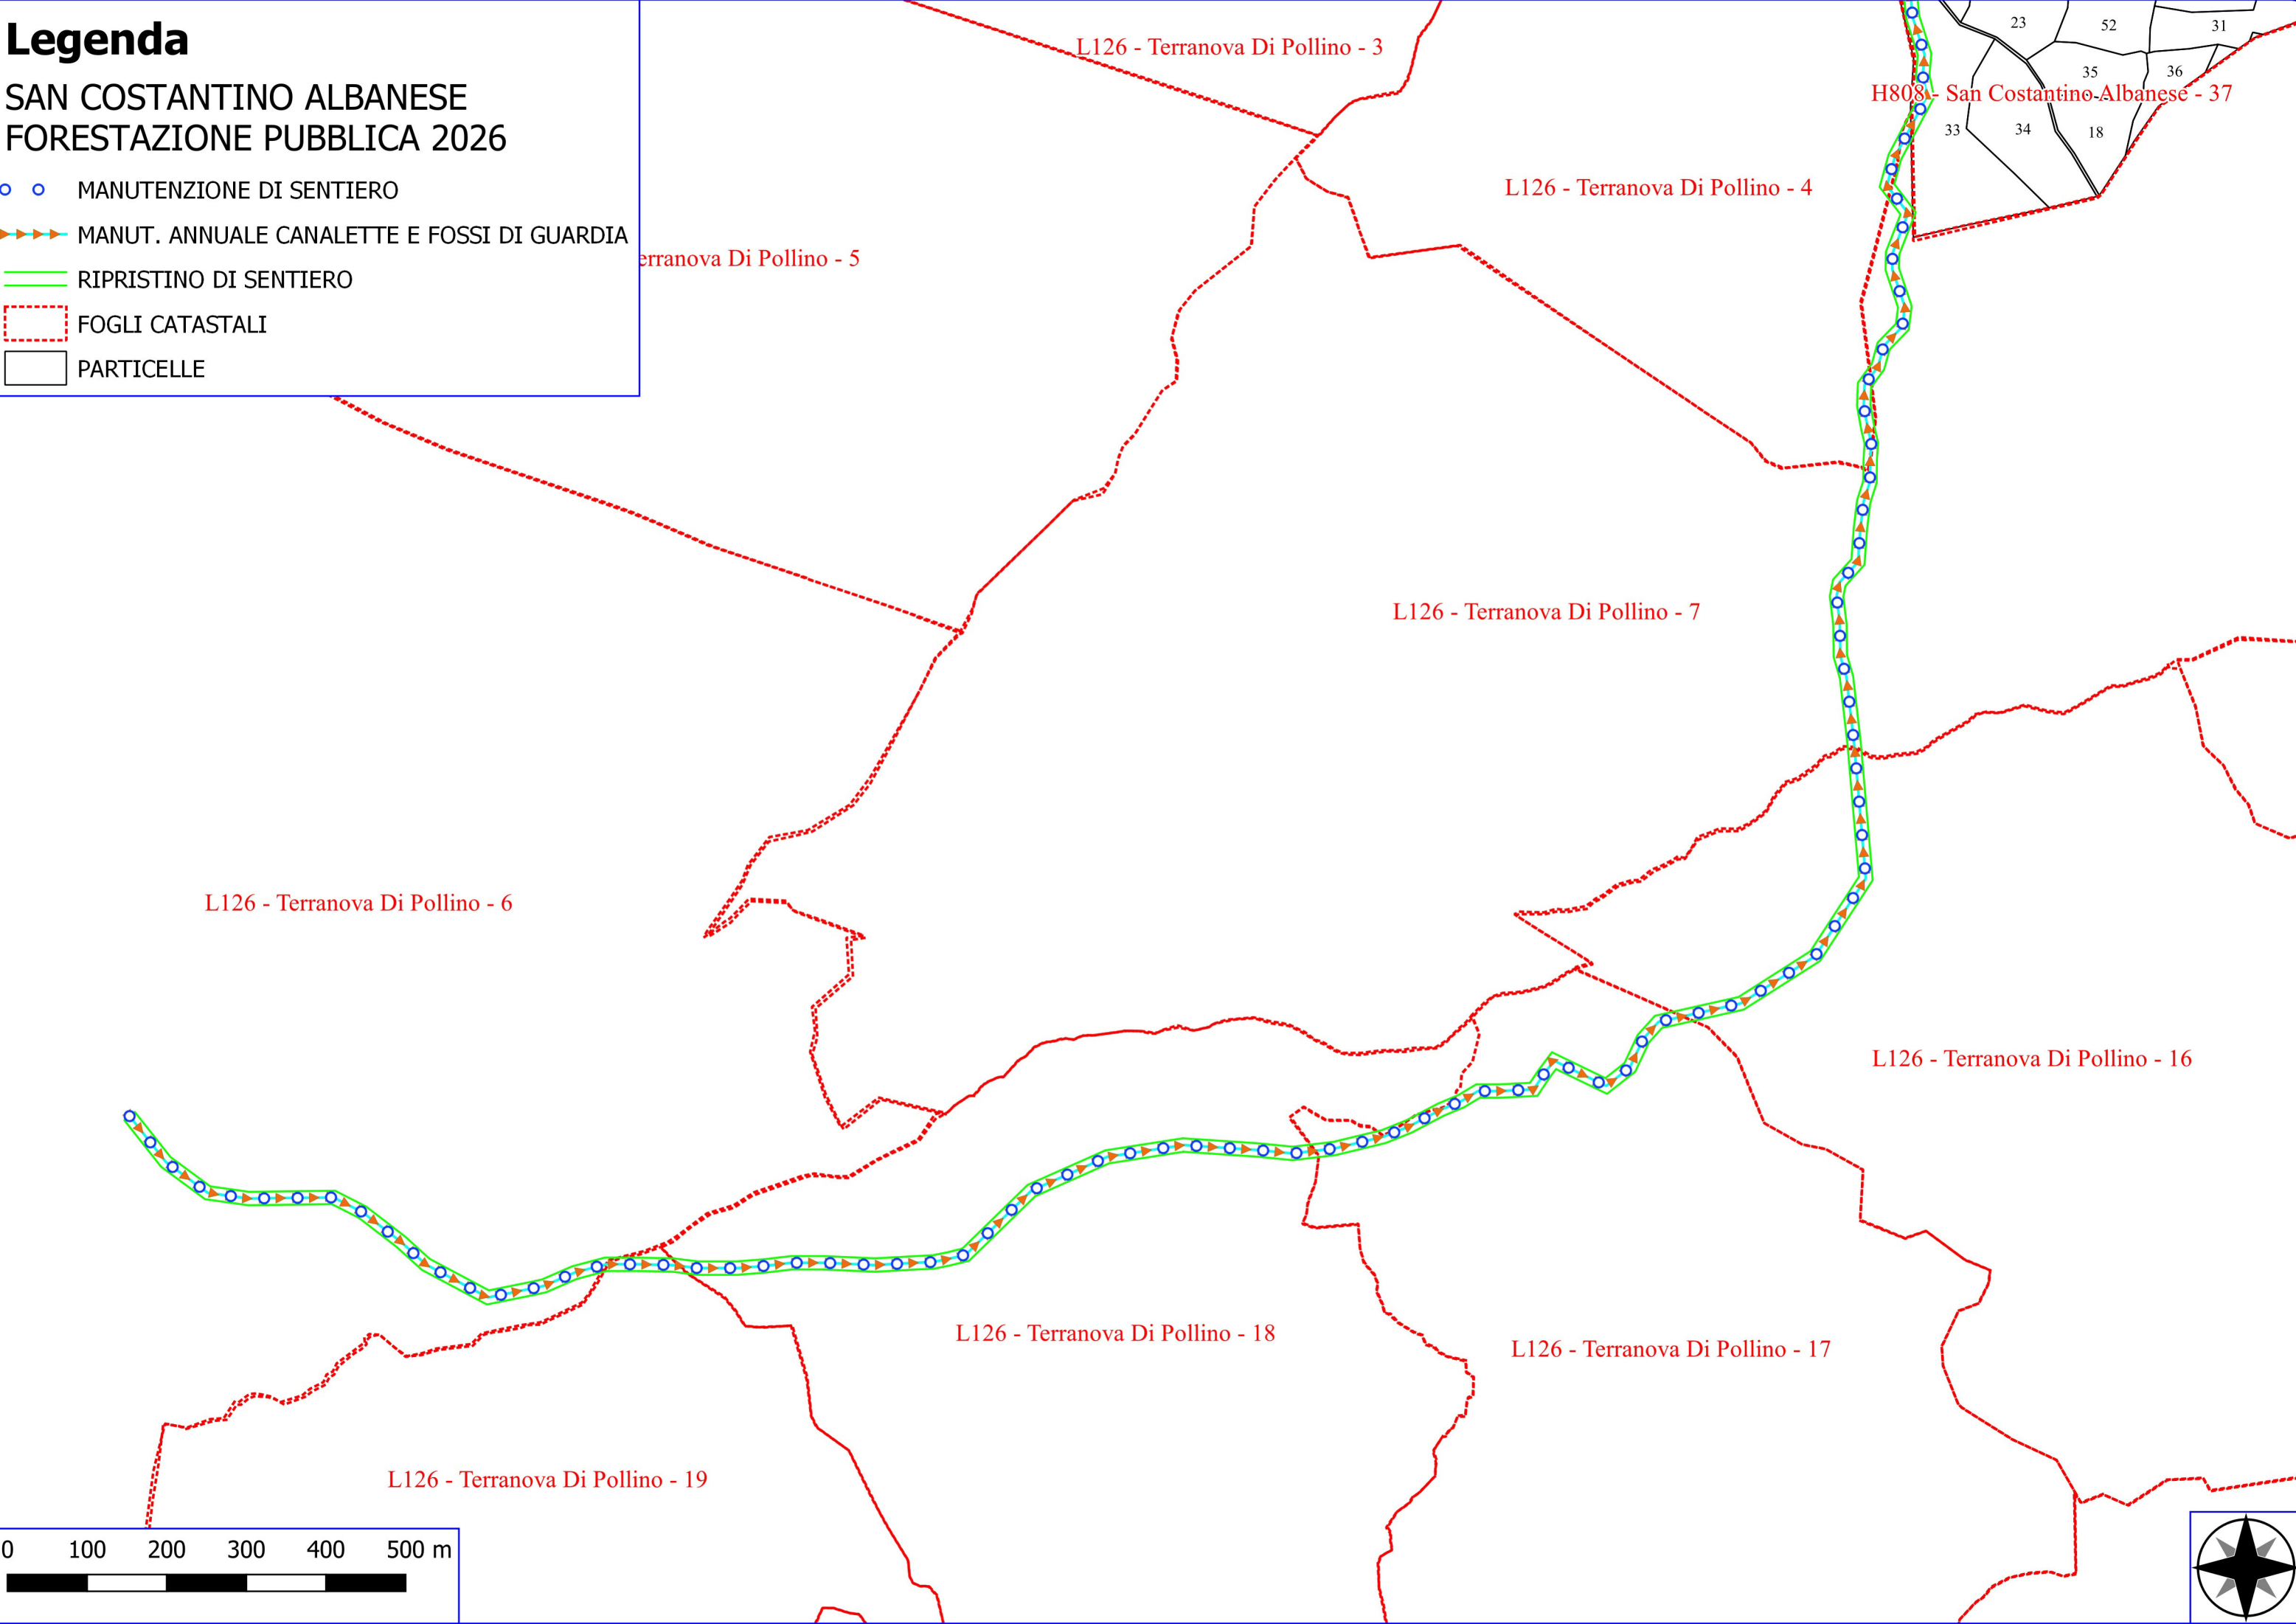 Legenda
SAN COSTANTINO ALBANESE
FORESTAZIONE PUBBLICA 2026
MANUTENZIONE DI SENTIERO
MANUT. ANNUALE CANALETTE E FOSSI DI GUARDIA
RIPRISTINO DI SENTIERO
FOGLI CATASTALI
PARTICELLE
L126 - Terranova Di Pollino - 3
23
52
31
35
36
H808 - San Costantino Albanese - 37
33
34
18
L126 - Terranova Di Pollino - 4
erranova Di Pollino - 5
L126 - Terranova Di Pollino - 7
L126 - Terranova Di Pollino - 6
L126 - Terranova Di Pollino - 16
L126 - Terranova Di Pollino - 18
L126 - Terranova Di Pollino - 17
L126 - Terranova Di Pollino - 19
0 100 200 300 400 500 m